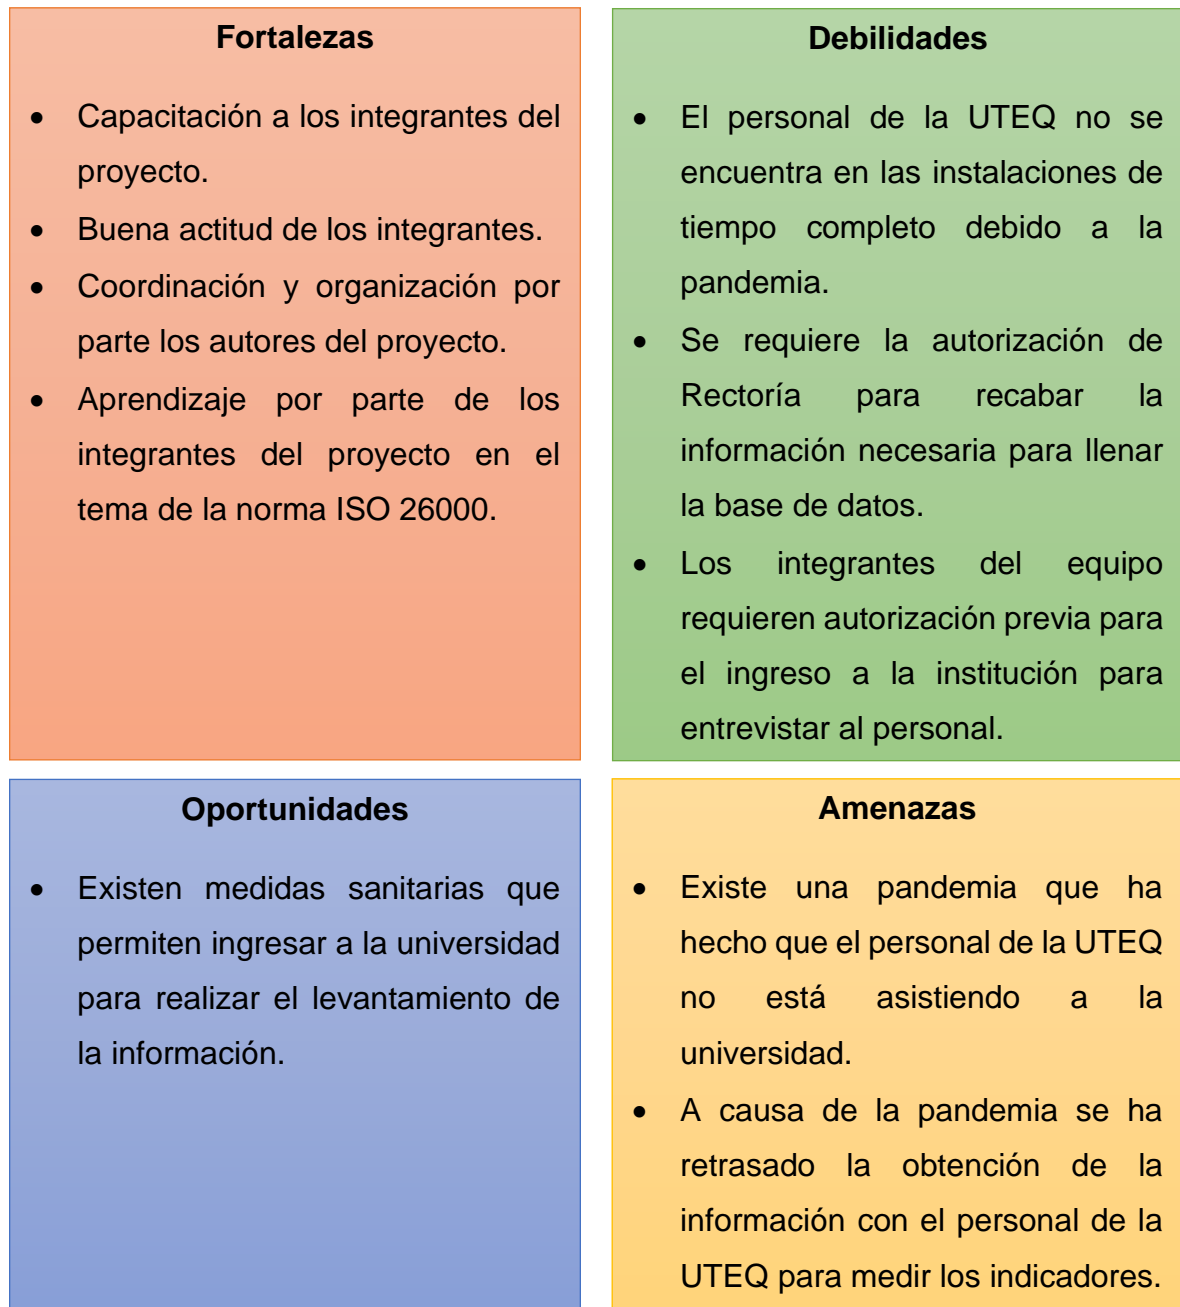 Fortalezas
• Capacitación a los integrantes del
proyecto.
• Buena actitud de los integrantes.
• Coordinación y organización por
parte los autores del proyecto.
• Aprendizaje por parte de los
integrantes del proyecto en el
tema de la norma ISO 26000.
Debilidades
• El personal de la UTEQ no se
encuentra en las instalaciones de
tiempo completo debido a la
pandemia.
• Se requiere la autorización de
Rectoría para recabar la
información necesaria para llenar
la base de datos.
• Los integrantes del equipo
requieren autorización previa para
el ingreso a la institución para
entrevistar al personal.
Oportunidades
• Existen medidas sanitarias que
permiten ingresar a la universidad
para realizar el levantamiento de
la información.
Amenazas
• Existe una pandemia que ha
hecho que el personal de la UTEQ
no está asistiendo a la
universidad.
• A causa de la pandemia se ha
retrasado la obtención de la
información con el personal de la
UTEQ para medir los indicadores.